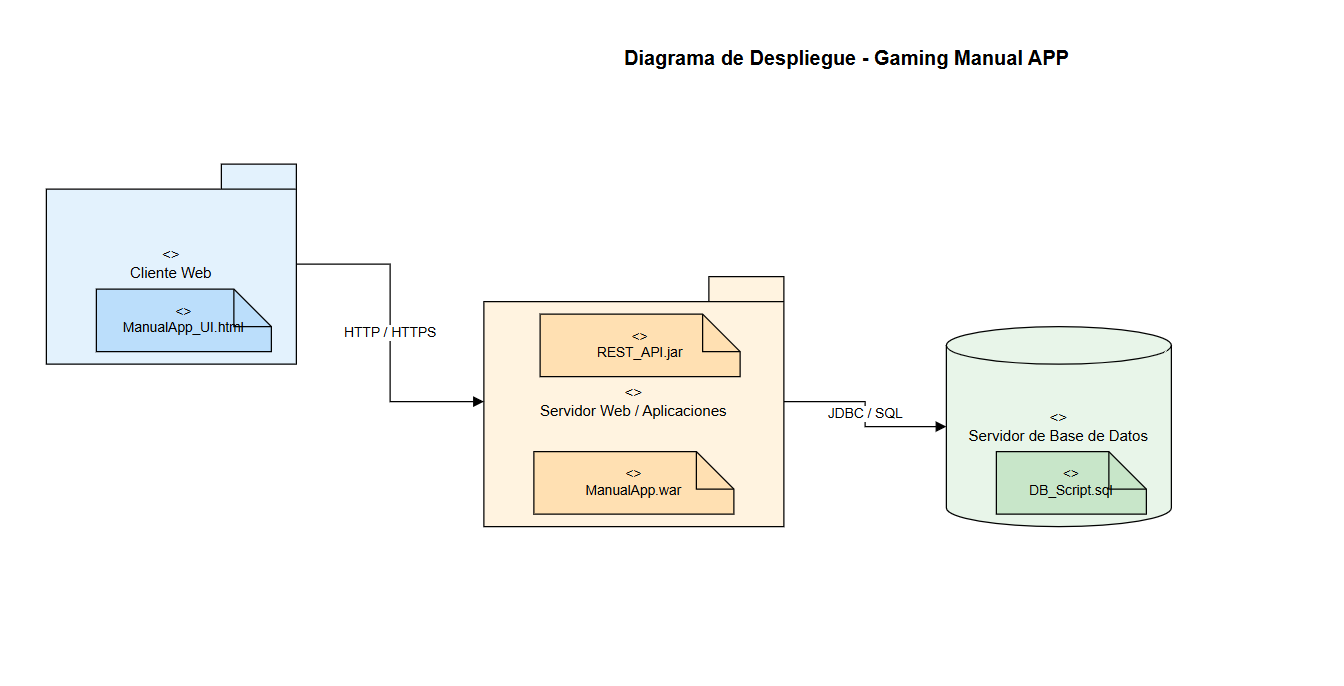 Diagrama de Despliegue - Gaming Manual APP
<>
Cliente Web
<>
ManualApp_UI.html
HTTP / HTTPS
<>
REST_API.jar
<>
Servidor Web / Aplicaciones
<>
ManualApp.war
JDBC / SQL
<>
Servidor de Base de Datos
<>
DB_Script.sql